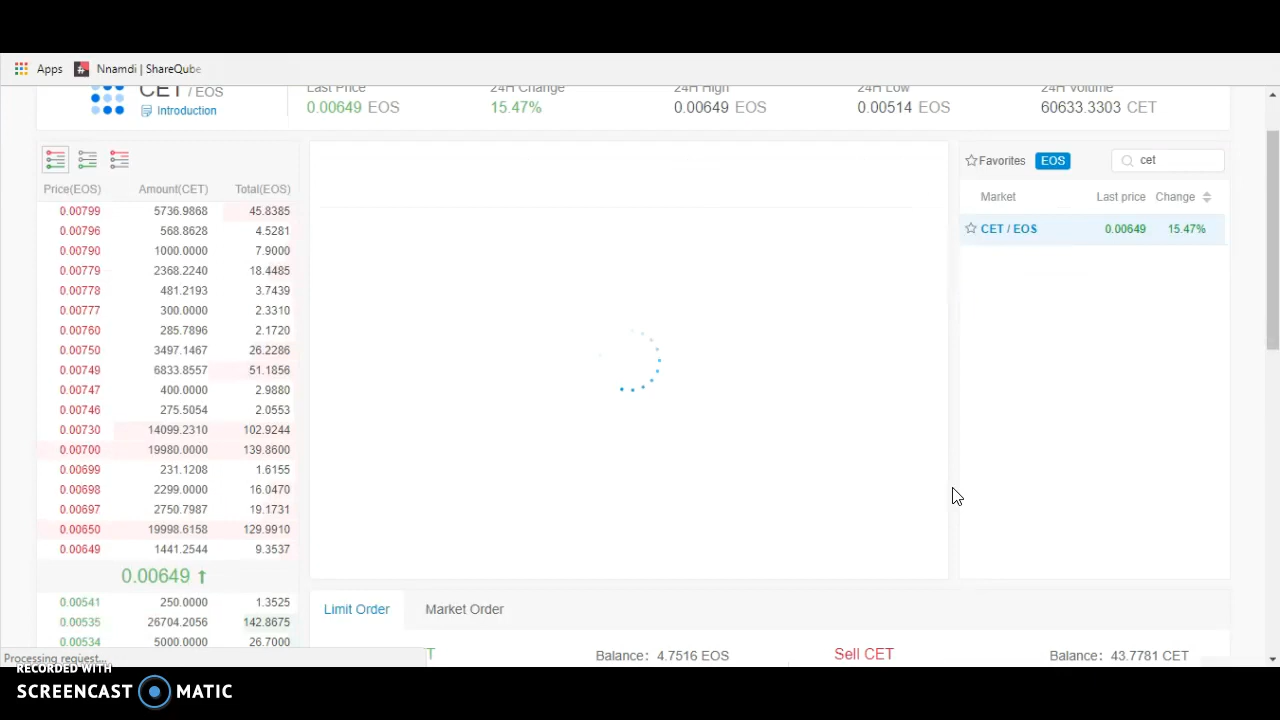 Apps Nnamdi | ShareQube
CET / EOS
Introduction
Last Price
0.00649 EOS
24H Change
15.47%
24H High
0.00649 EOS
24H Low
0.00514 EOS
24H Volume
60633.3303 CET
Price(EOS) Amount(CET) Total(EOS)
0.00799 5736.9868 45.8385
0.00796 568.8628 4.5281
0.00790 1000.0000 7.9000
0.00779 2368.2240 18.4485
0.00778 481.2193 3.7439
0.00777 300.0000 2.3310
0.00760 285.7896 2.1720
0.00750 3497.1467 26.2286
0.00749 6833.8557 51.1856
0.00747 400.0000 2.9880
0.00746 275.5054 2.0553
0.00730 14099.2310 102.9244
0.00700 19980.0000 139.8600
0.00699 231.1208 1.6155
0.00698 2299.0000 16.0470
0.00697 2750.7987 19.1731
0.00650 19998.6158 129.9910
0.00649 1441.2544 9.3537
0.00649 ↑
0.00541 250.0000 1.3525
0.00535 26704.2056 142.8675
0.00534 5000.0000 26.7000
Favorites EOS cet
Market Last price Change
CET / EOS 0.00649 15.47%
Limit Order Market Order
T Balance: 4.7516 EOS Sell CET Balance: 43.7781 CET
Processing request...
RECORDED WITH
SCREENCAST MATIC